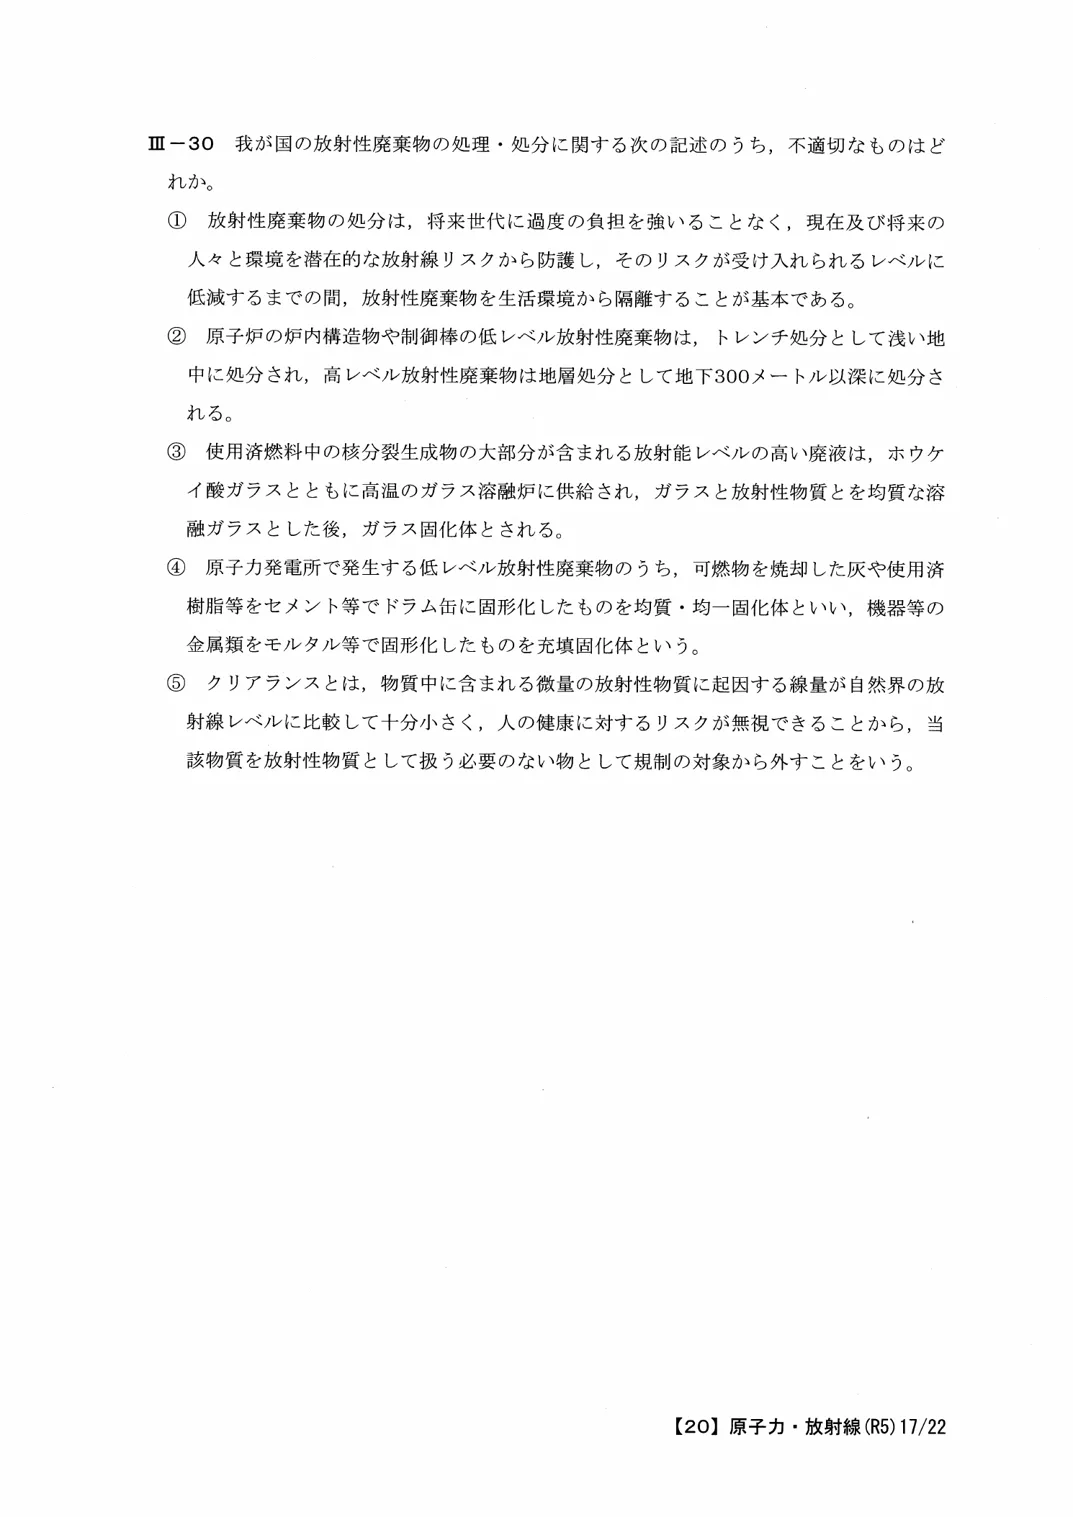 Ⅲ－30　我が国の放射性廃棄物の処理・処分に関する次の記述のうち，不適切なものはど
れか。
①　放射性廃棄物の処分は，将来世代に過度の負担を強いることなく，現在及び将来の
人々と環境を潜在的な放射線リスクから防護し，そのリスクが受け入れられるレベルに
低減するまでの間，放射性廃棄物を生活環境から隔離することが基本である。
②　原子炉の炉内構造物や制御棒の低レベル放射性廃棄物は，トレンチ処分として浅い地
中に処分され，高レベル放射性廃棄物は地層処分として地下300メートル以深に処分さ
れる。
③　使用済燃料中の核分裂生成物の大部分が含まれる放射能レベルの高い廃液は，ホウケ
イ酸ガラスとともに高温のガラス溶融炉に供給され，ガラスと放射性物質とを均質な溶
融ガラスとした後，ガラス固化体とされる。
④　原子力発電所で発生する低レベル放射性廃棄物のうち，可燃物を焼却した灰や使用済
樹脂等をセメント等でドラム缶に固形化したものを均質・均一固化体といい，機器等の
金属類をモルタル等で固形化したものを充填固化体という。
⑤　クリアランスとは，物質中に含まれる微量の放射性物質に起因する線量が自然界の放
射線レベルに比較して十分小さく，人の健康に対するリスクが無視できることから，当
該物質を放射性物質として扱う必要のない物として規制の対象から外すことをいう。
【20】原子力・放射線(R5)17/22